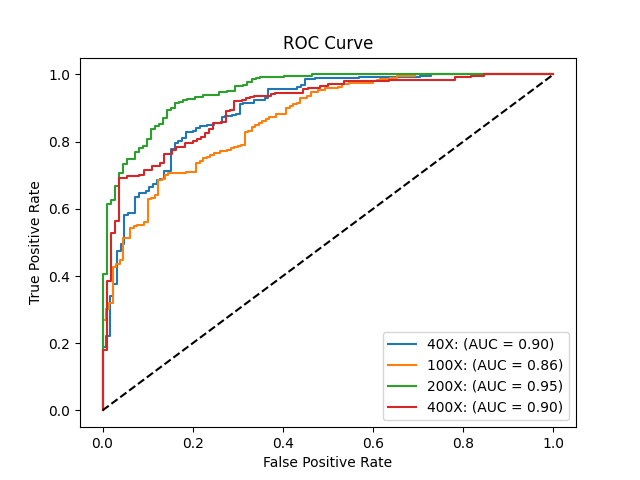 ROC Curve
True Positive Rate
1.0
0.8
0.6
0.4
0.2
0.0
40X: (AUC = 0.90)
100X: (AUC = 0.86)
200X: (AUC = 0.95)
400X: (AUC = 0.90)
0.0 0.2 0.4 0.6 0.8 1.0
False Positive Rate